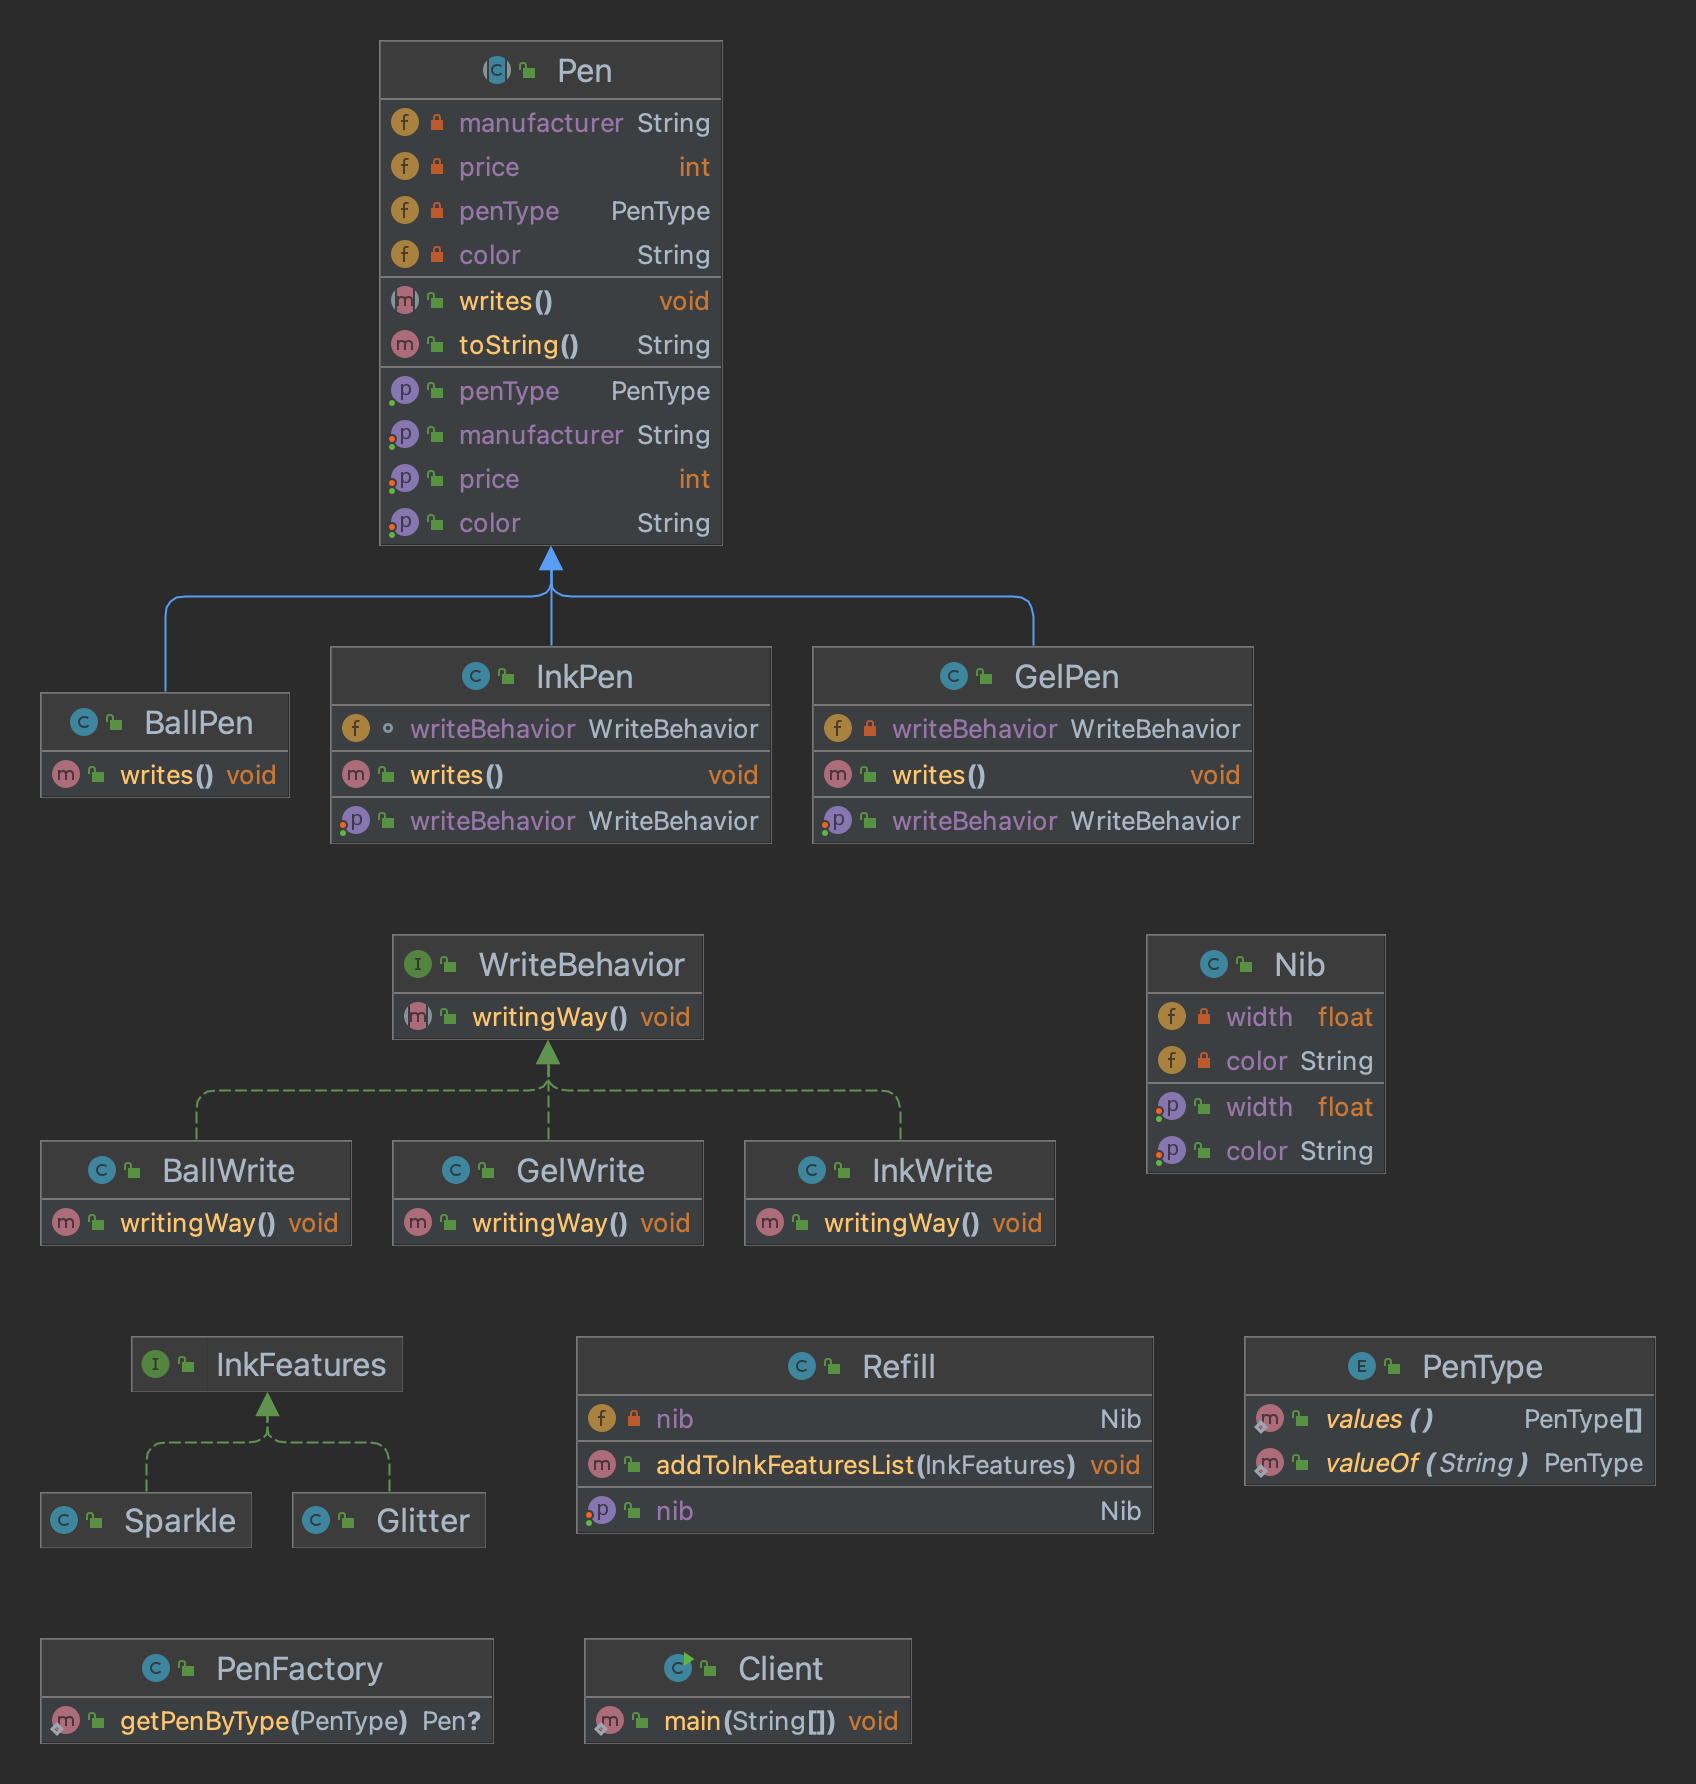 Pen
manufacturer String
price int
penType PenType
color String
writes() void
toString() String
penType PenType
manufacturer String
price int
color String
BallPen
writes() void
InkPen
writeBehavior WriteBehavior
writes() void
writeBehavior WriteBehavior
GelPen
writeBehavior WriteBehavior
writes() void
writeBehavior WriteBehavior
WriteBehavior
writingWay() void
Nib
width float
color String
width float
color String
BallWrite
writingWay() void
GelWrite
writingWay() void
InkWrite
writingWay() void
InkFeatures
Sparkle
Glitter
Refill
nib Nib
addToInkFeaturesList(InkFeatures) void
nib Nib
PenType
values() PenType[]
valueOf(String) PenType
PenFactory
getPenByType(PenType) Pen?
Client
main(String[]) void